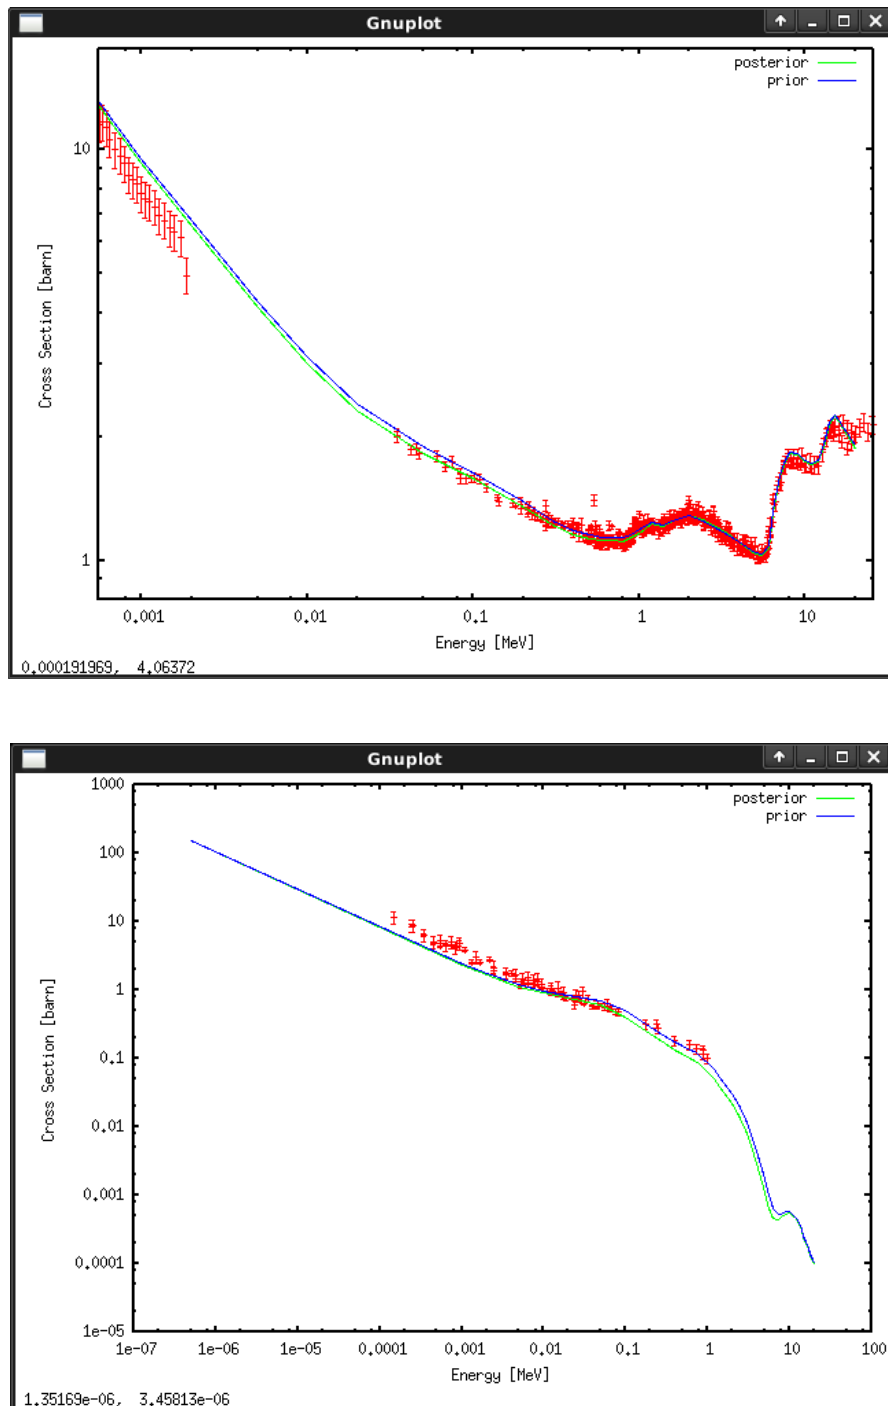 Gnuplot
posterior
prior
10
1
Cross Section [barn]
0.001 0.01 0.1 1 10
Energy [MeV]
0.000191969, 4.06372
Gnuplot
posterior
prior
1000
100
10
1
0.1
0.01
0.001
0.0001
1e-05
Cross Section [barn]
1e-07 1e-06 1e-05 0.0001 0.001 0.01 0.1 1 10 100
Energy [MeV]
1.35169e-06, 3.45813e-06